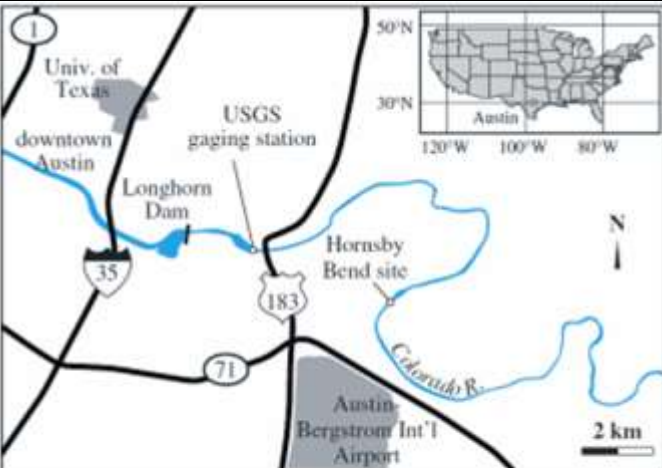 1
Univ. of
Texas
downtown
Austin
USGS
gaging station
Longhorn
Dam
35
183
71
Hornsby
Bend site
Colorado R.
Austin-
Bergstrom Int'l
Airport
N
2 km
50°N
30°N
Austin
120°W
100°W
80°W